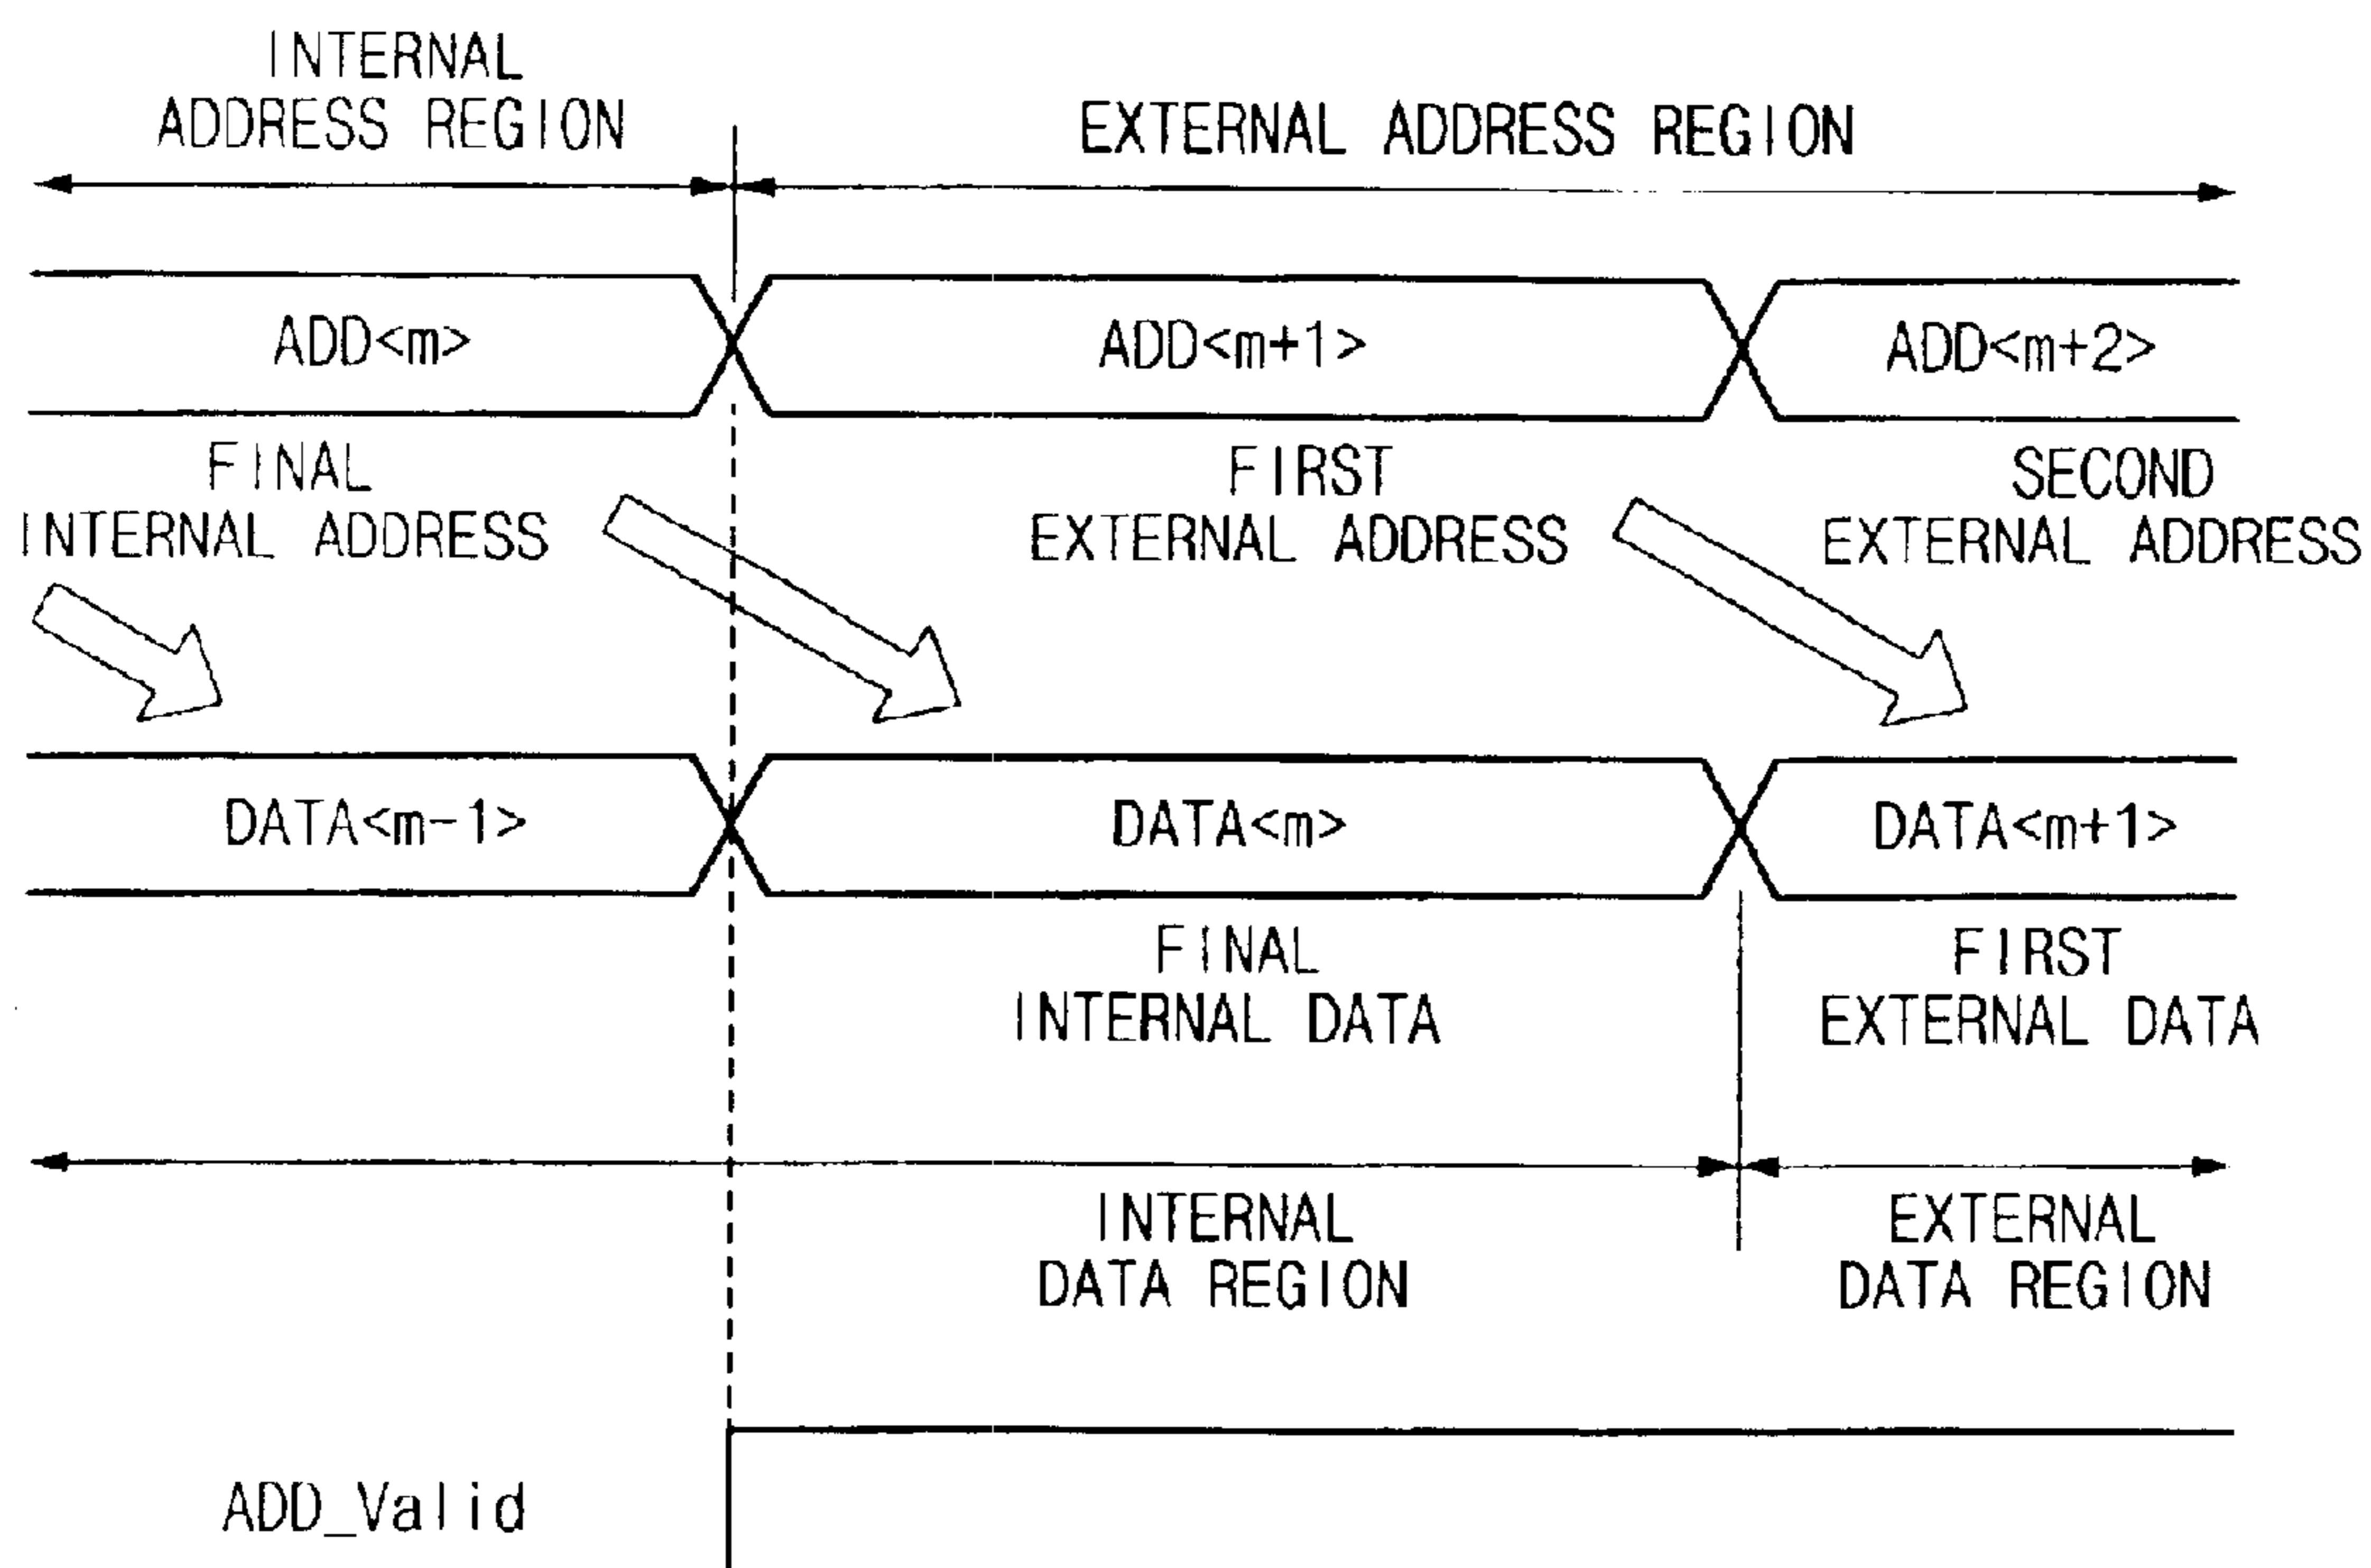 INTERNAL
ADDRESS REGION
EXTERNAL ADDRESS REGION
ADD<m>
ADD<m+1>
ADD<m+2>
FINAL
INTERNAL ADDRESS
FIRST
EXTERNAL ADDRESS
SECOND
EXTERNAL ADDRESS
DATA<m-1>
DATA<m>
DATA<m+1>
FINAL
INTERNAL DATA
FIRST
EXTERNAL DATA
INTERNAL
DATA REGION
EXTERNAL
DATA REGION
ADD_Valid